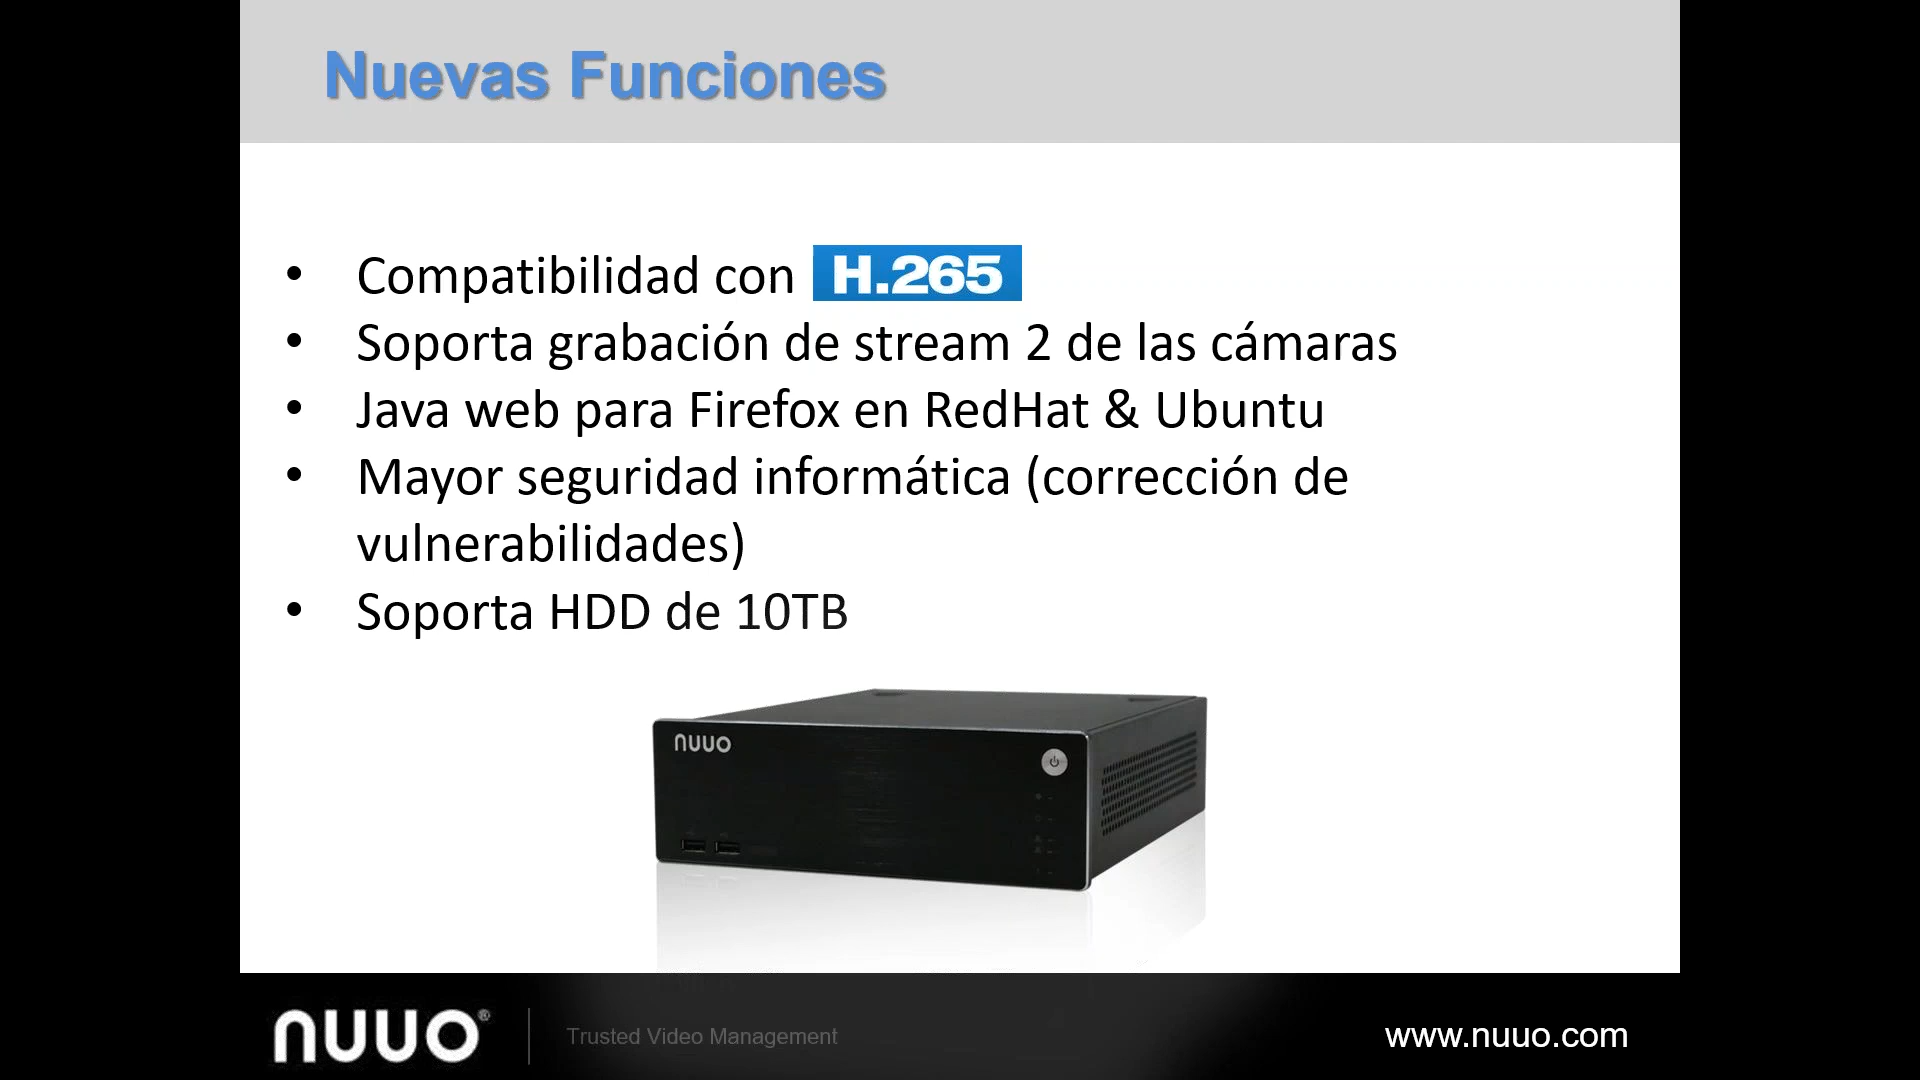 Nuevas Funciones
• Compatibilidad con H.265
• Soporta grabación de stream 2 de las cámaras
• Java web para Firefox en RedHat & Ubuntu
• Mayor seguridad informática (corrección de
vulnerabilidades)
• Soporta HDD de 10TB
nuuo
nuuo® Trusted Video Management www.nuuo.com